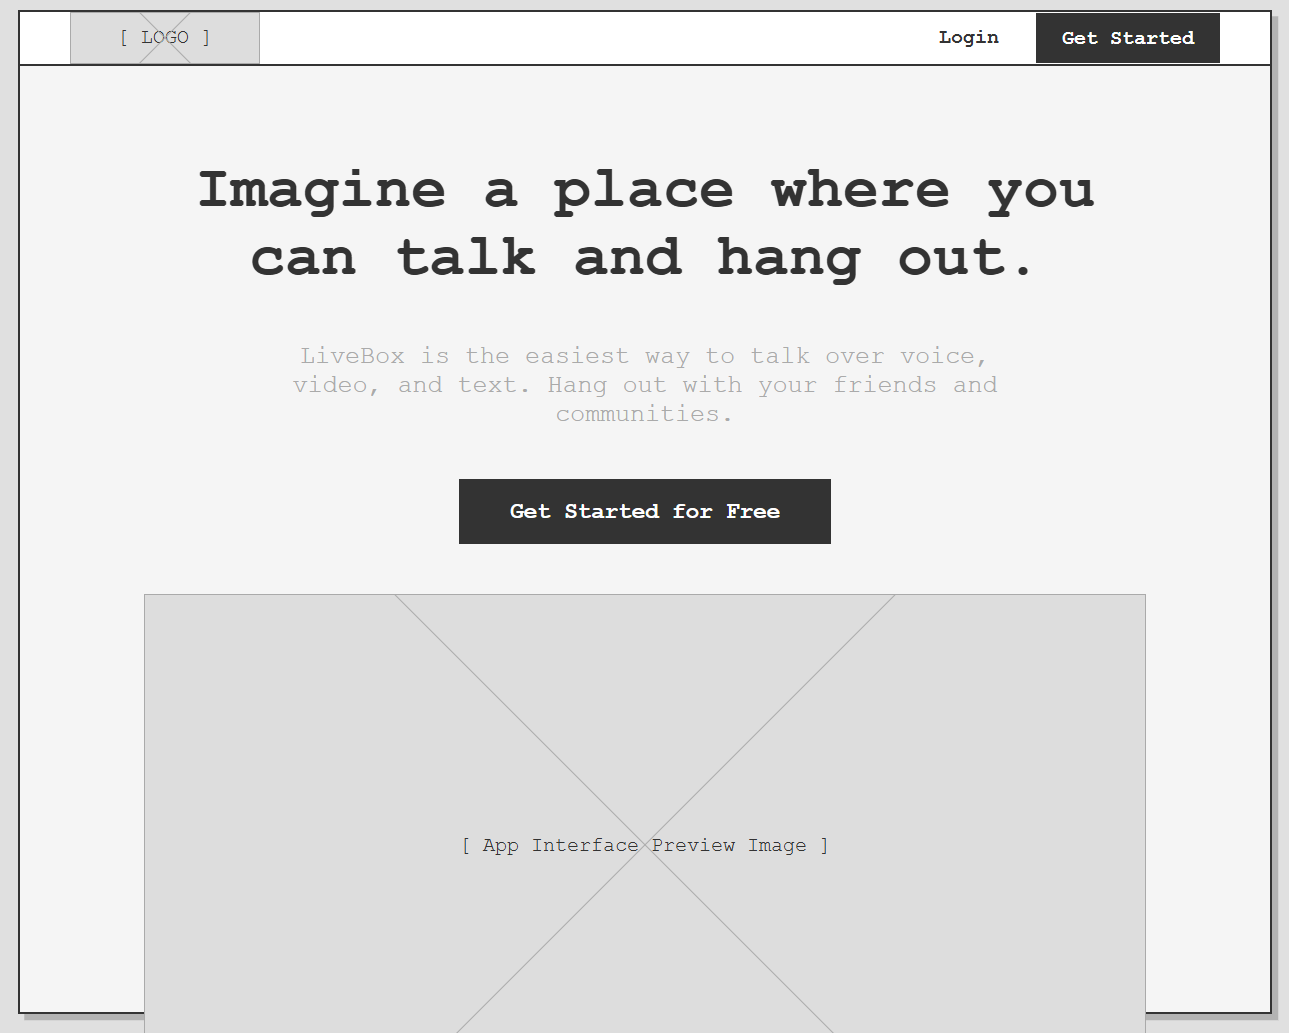 [ LOGO ]
Login
Get Started
Imagine a place where you
can talk and hang out.
LiveBox is the easiest way to talk over voice,
video, and text. Hang out with your friends and
communities.
Get Started for Free
[ App Interface Preview Image ]